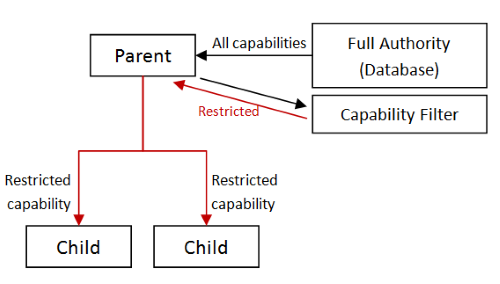 All capabilities
Full Authority
(Database)
Parent
Restricted
Capability Filter
Restricted
capability
Restricted
capability
Child
Child